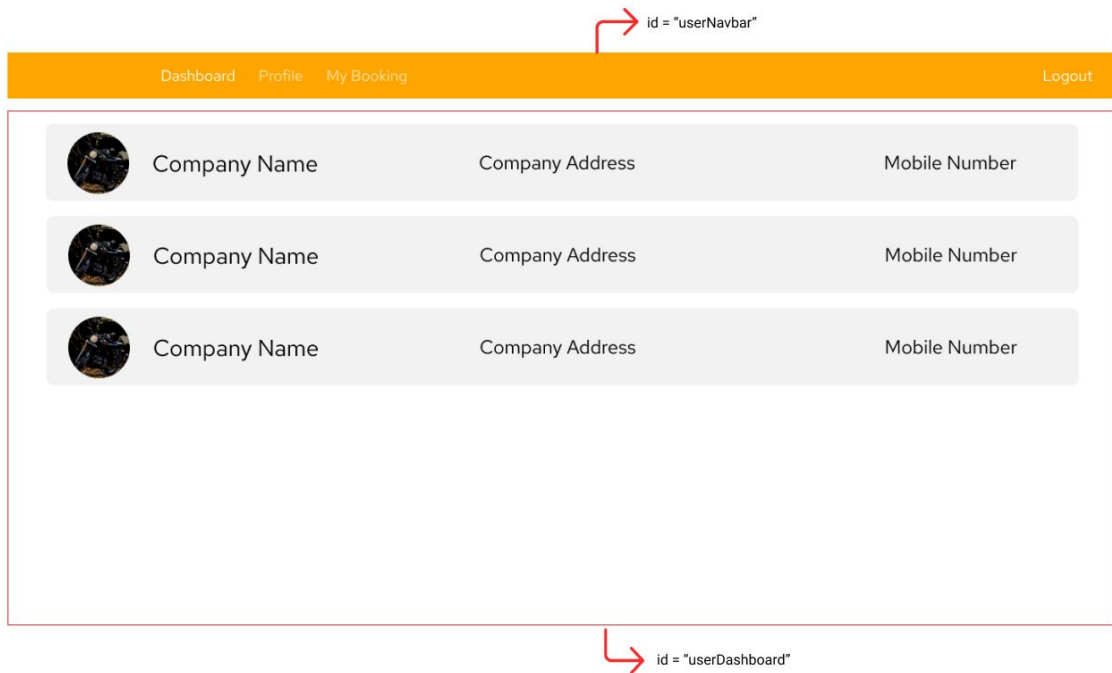 id = “userNavbar”
Dashboard Profile My Booking Logout
Company Name Company Address Mobile Number
Company Name Company Address Mobile Number
Company Name Company Address Mobile Number
id = “userDashboard”